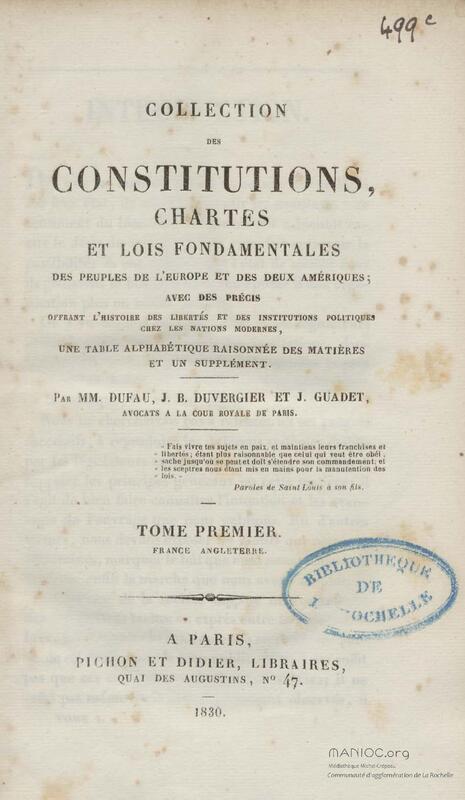 499 c
COLLECTION
DES
CONSTITUTIONS,
CHARTES
ET LOIS FONDAMENTALES
DES PEUPLES DE L'EUROPE ET DES DEUX AMÉRIQUES;
AVEC DES PRÉCIS
OFFRANT L'HISTOIRE DES LIBERTÉS ET DES INSTITUTIONS POLITIQUES
CHEZ LES NATIONS MODERNES,
UNE TABLE ALPHABÉTIQUE RAISONNÉE DES MATIÈRES
ET UN SUPPLÉMENT.
PAR MM. DUFAU, J. B. DUVERGIER ET J. GUADET,
AVOCATS A LA COUR ROYALE DE PARIS.
« Fais vivre tes sujets en paix, et maintiens leurs franchises et
« libertés; étant plus raisonnable que celui qui veut être obéi,
« sache jusqu'où se peut et doit s'étendre son commandement; et
« les sceptres nous étant mis en mains pour la manutention des
« lois. »
Paroles de Saint Louis à son fils.
TOME PREMIER.
FRANCE ANGLETERRE.
BIBLIOTHEQUE
DE
OCHELLE
A PARIS,
PICHON ET DIDIER, LIBRAIRES,
QUAI DES AUGUSTINS, Nº 47.
1830.
MANIOC.org
Médiathèque Michel-Crépeau
Communauté d'agglomération de La Rochelle